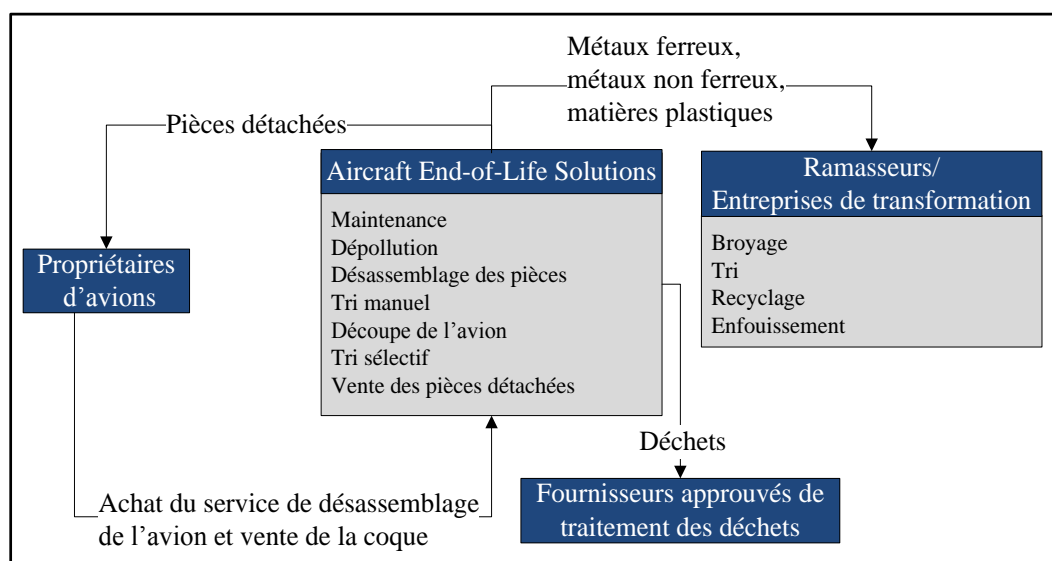 Métaux ferreux,
métaux non ferreux,
matières plastiques
Pièces détachées
Aircraft End-of-Life Solutions
Maintenance
Dépollution
Désassemblage des pièces
Tri manuel
Découpe de l’avion
Tri sélectif
Vente des pièces détachées
Ramasseurs/
Entreprises de transformation
Broyage
Tri
Recyclage
Enfouissement
Propriétaires
d’avions
Déchets
Achat du service de désassemblage
de l’avion et vente de la coque
Fournisseurs approuvés de
traitement des déchets